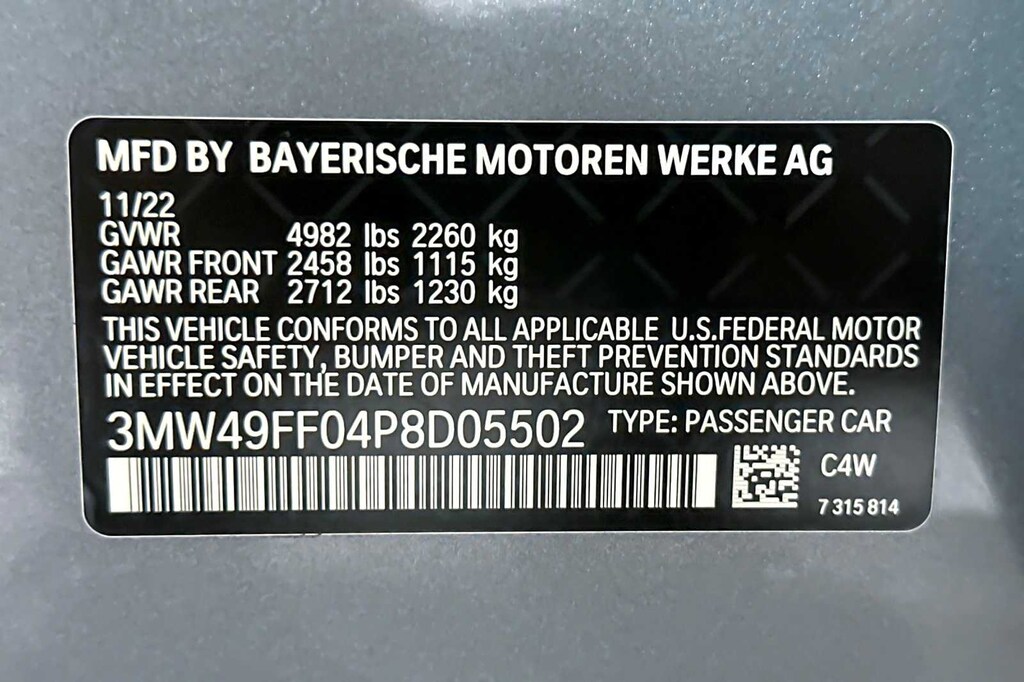 MFD BY BAYERISCHE MOTOREN WERKE AG
11/22
GVWR 4982 lbs 2260 kg
GAWR FRONT 2458 lbs 1115 kg
GAWR REAR 2712 lbs 1230 kg
THIS VEHICLE CONFORMS TO ALL APPLICABLE U.S.FEDERAL MOTOR
VEHICLE SAFETY, BUMPER AND THEFT PREVENTION STANDARDS
IN EFFECT ON THE DATE OF MANUFACTURE SHOWN ABOVE.
3MW49FF04P8D05502 TYPE: PASSENGER CAR
C4W
7 315 814